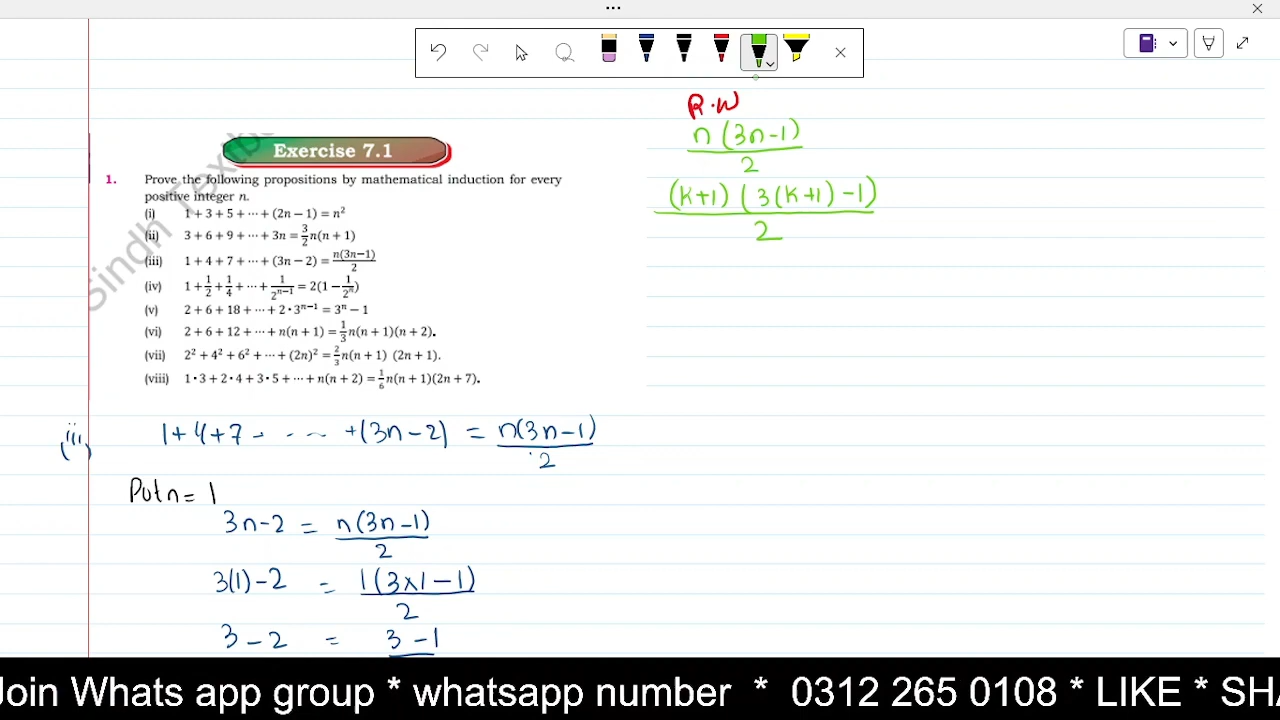 Exercise 7.1
1. Prove the following propositions by mathematical induction for every
positive integer n.
(i) 1 + 3 + 5 + ⋯ + (2n − 1) = n²
(ii) 3 + 6 + 9 + ⋯ + 3n = 3/2 n(n + 1)
(iii) 1 + 4 + 7 + ⋯ + (3n − 2) = n(3n−1)/2
(iv) 1 + 1/2 + 1/4 + ⋯ + 1/2ⁿ⁻¹ = 2(1 − 1/2ⁿ)
(v) 2 + 6 + 18 + ⋯ + 2 • 3ⁿ⁻¹ = 3ⁿ − 1
(vi) 2 + 6 + 12 + ⋯ + n(n + 1) = 1/3 n(n + 1)(n + 2).
(vii) 2² + 4² + 6² + ⋯ + (2n)² = 2/3 n(n + 1) (2n + 1).
(viii) 1 • 3 + 2 • 4 + 3 • 5 + ⋯ + n(n + 2) = 1/6 n(n + 1)(2n + 7).
Sindh Textb
R.W
n(3n-1)/2
(k+1)(3(k+1)-1)/2
(iii) 1+4+7+ ..... +(3n-2) = n(3n-1)/2
Put n = 1
3n-2 = n(3n-1)/2
3(1)-2 = 1(3×1-1)/2
3-2 = 3-1
Join Whats app group * whatsapp number * 0312 265 0108 * LIKE * SHA